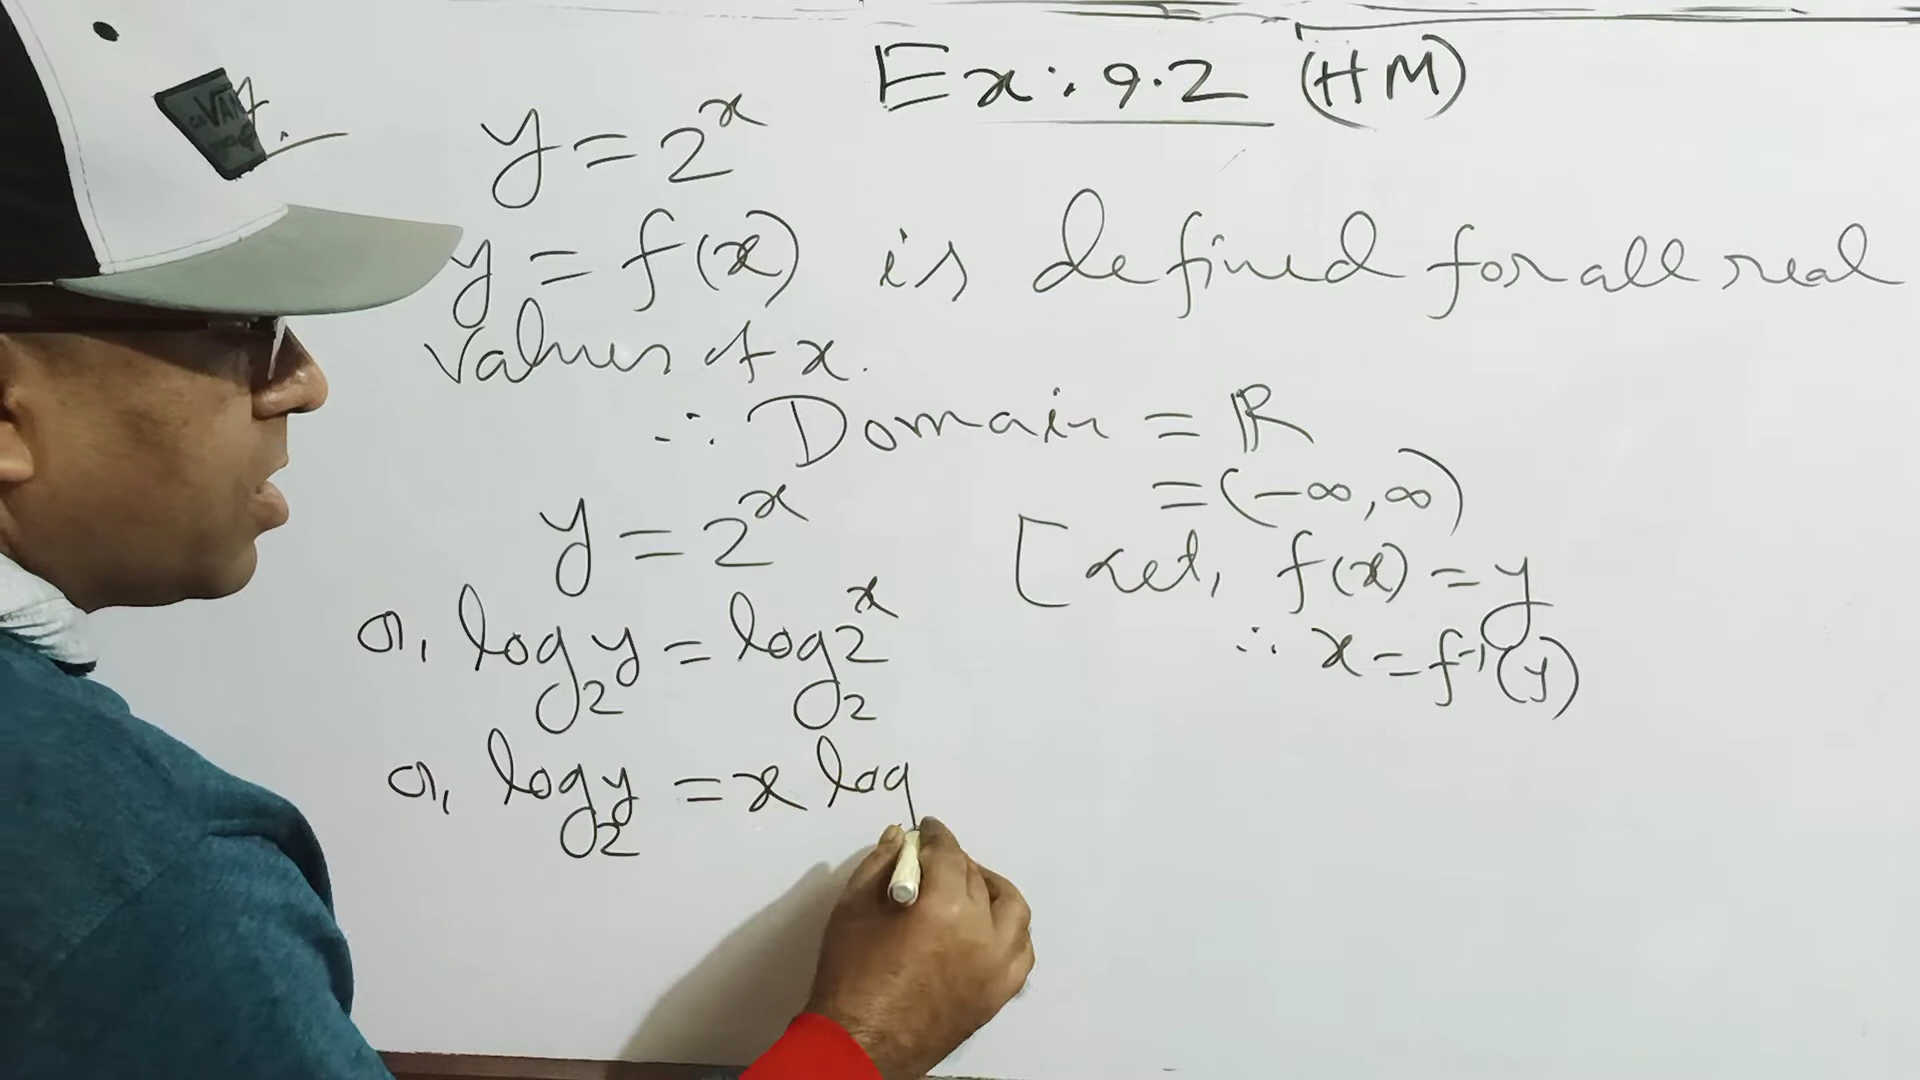 Ex: 9.2 (HM)
y = 2^x
y = f(x) is defined for all real
values of x.
∴ Domain = ℝ
= (-∞, ∞)
y = 2^x
[Let, f(x) = y
or, log₂ y = log₂ 2^x
∴ x = f⁻¹(y)
or, log₂ y = x log